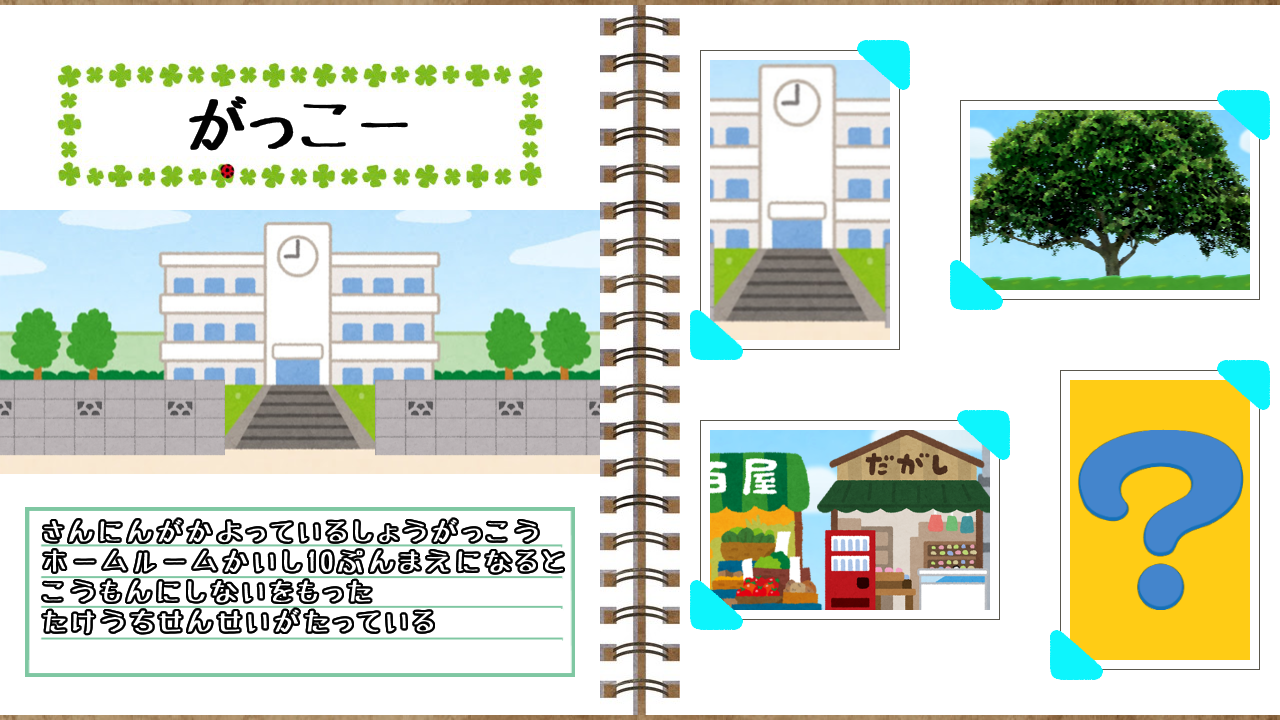 がっこー
さんにんがかよっているしょうがっこう
ホームルームかいし10ぷんまえになると
こうもんにしないをもった
たけうちせんせいがたっている
屋
だがし